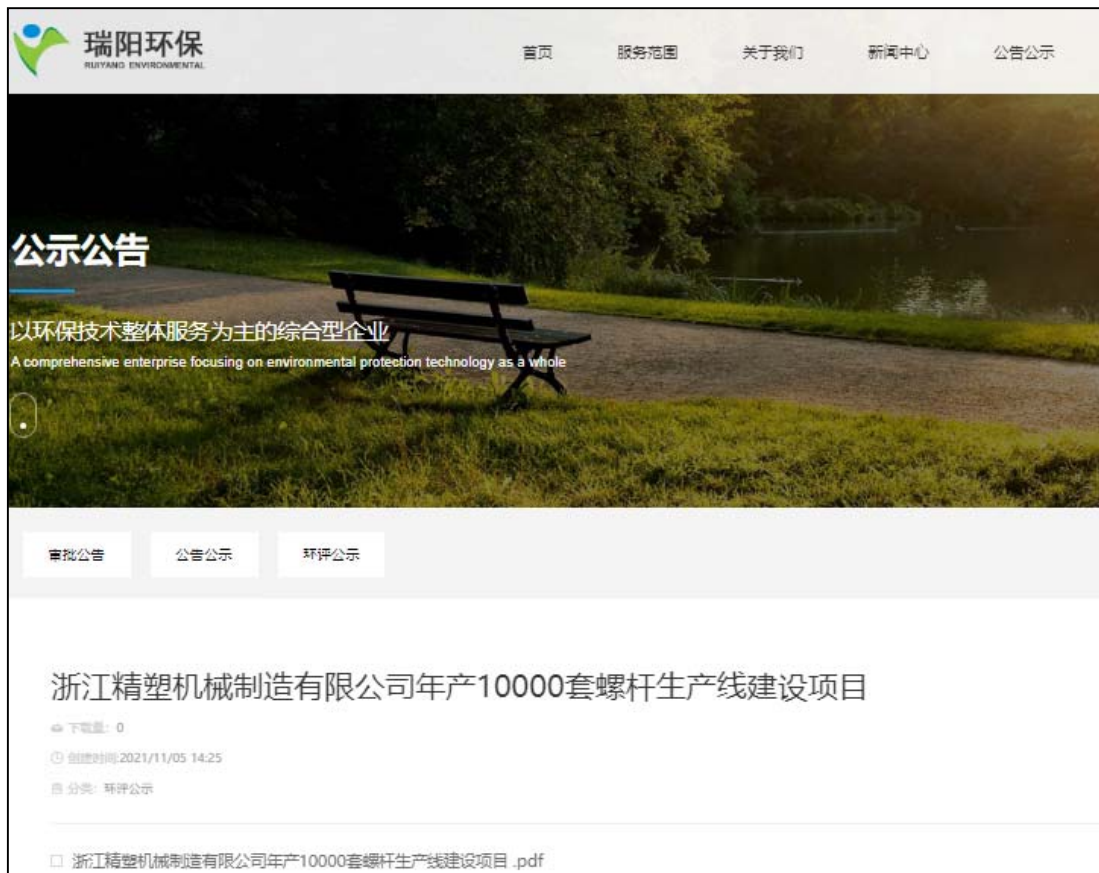 瑞阳环保
RUIYANG ENVIRONMENTAL
首页 服务范围 关于我们 新闻中心 公告公示
公示公告
以环保技术整体服务为主的综合型企业
A comprehensive enterprise focusing on environmental protection technology as a whole
审批公告 公告公示 环评公示
浙江精塑机械制造有限公司年产10000套螺杆生产线建设项目
下载量: 0
创建时间:2021/11/05 14:25
分类: 环评公示
浙江精塑机械制造有限公司年产10000套螺杆生产线建设项目 .pdf